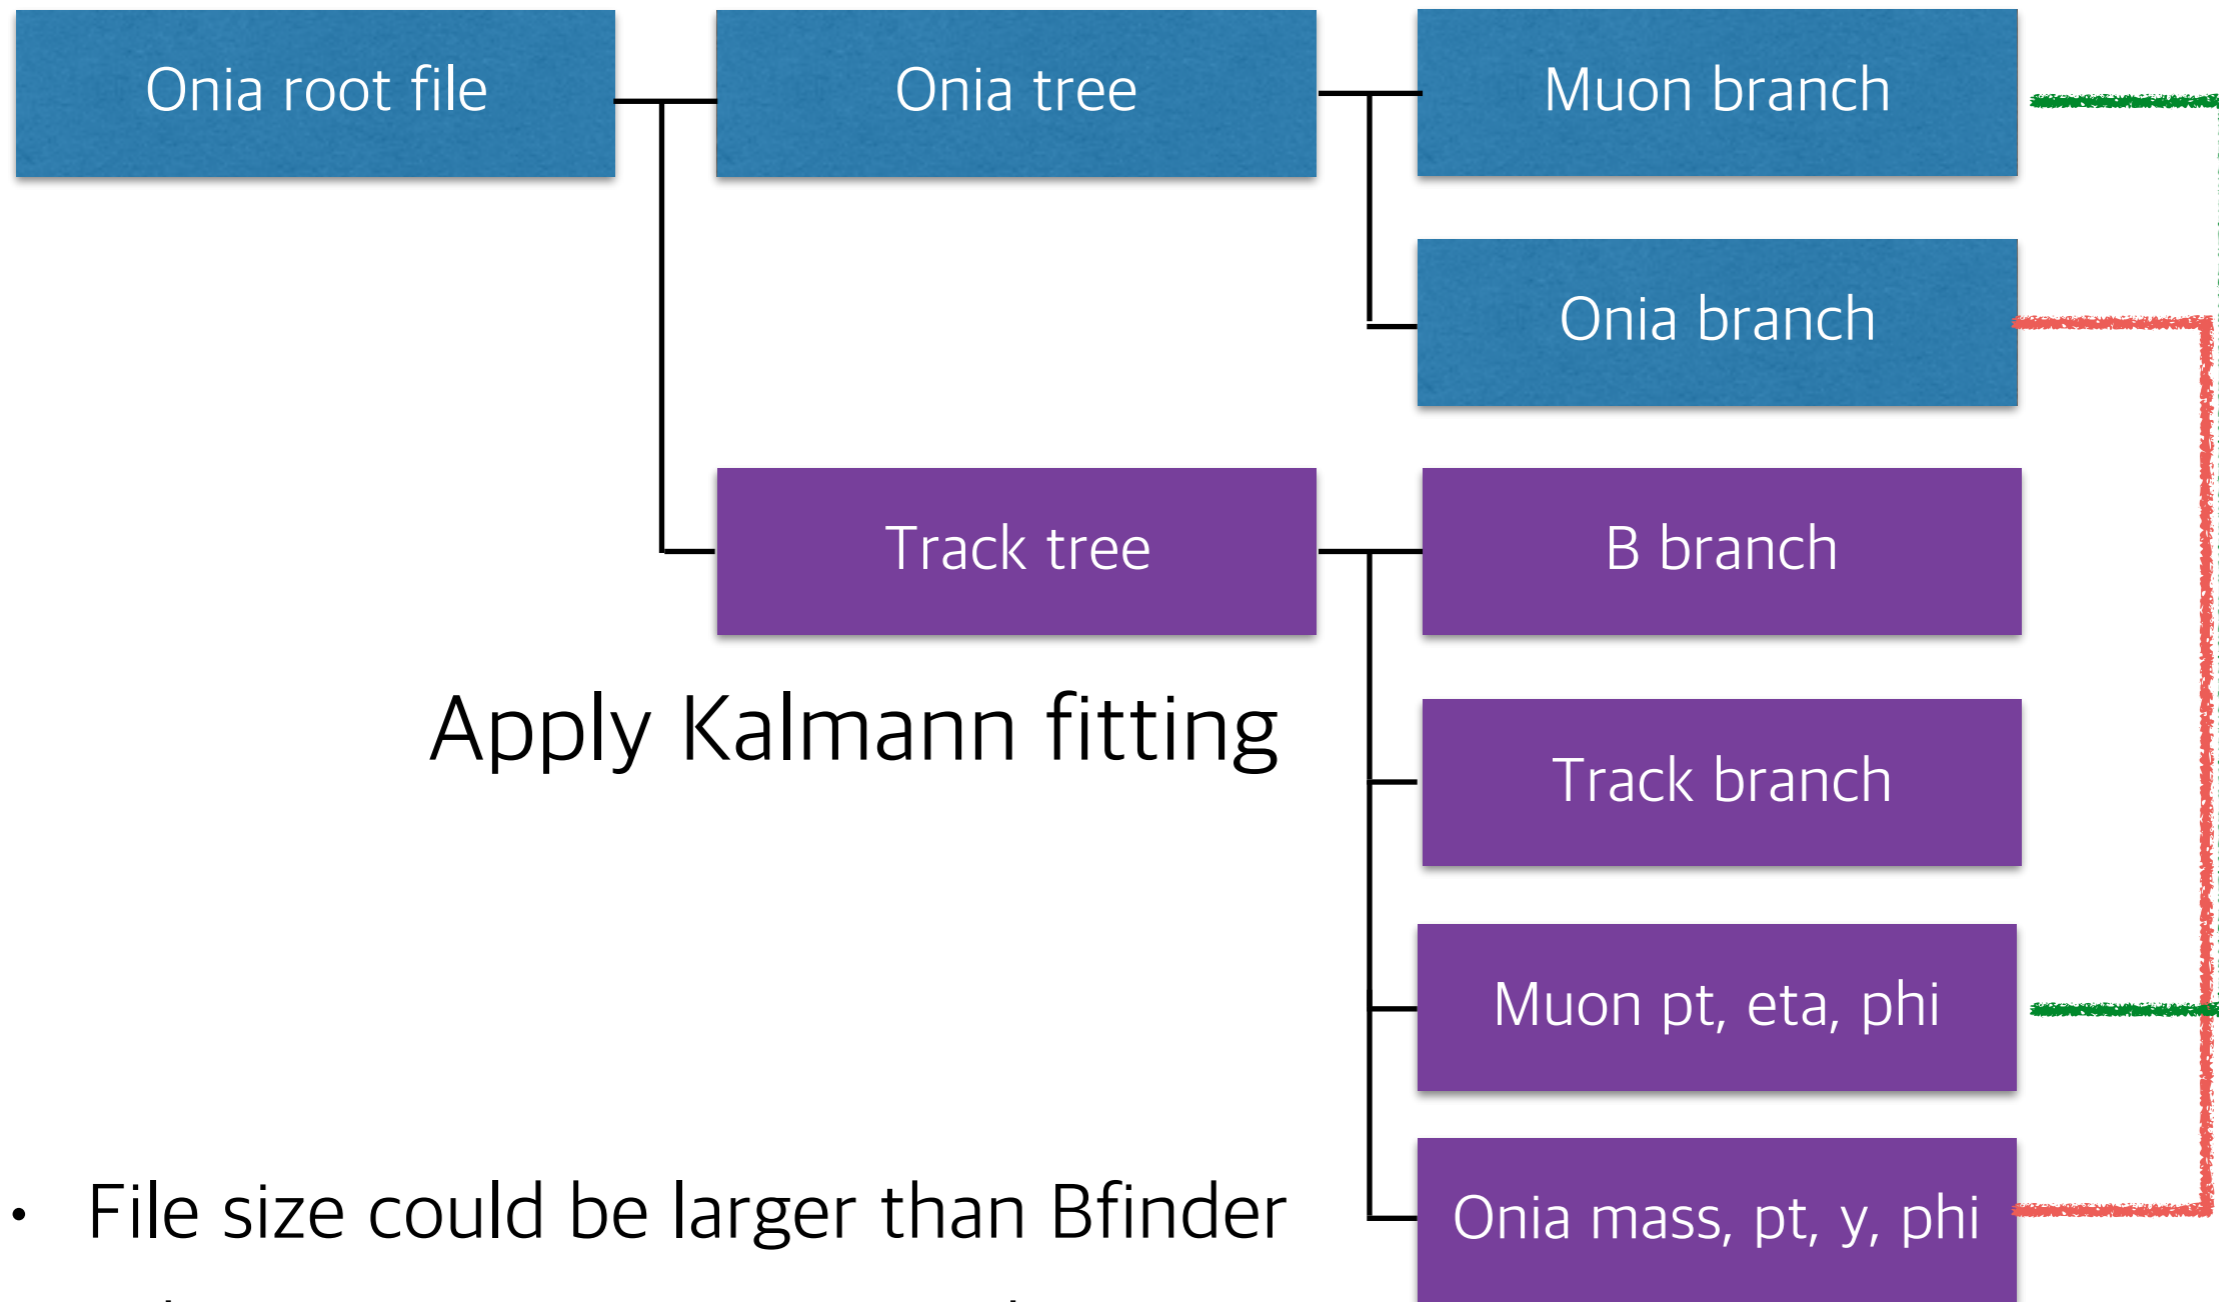 Onia root file
Onia tree
Muon branch
Onia branch
Track tree
B branch
Apply Kalmann fitting
Track branch
Muon pt, eta, phi
• File size could be larger than Bfinder
Onia mass, pt, y, phi